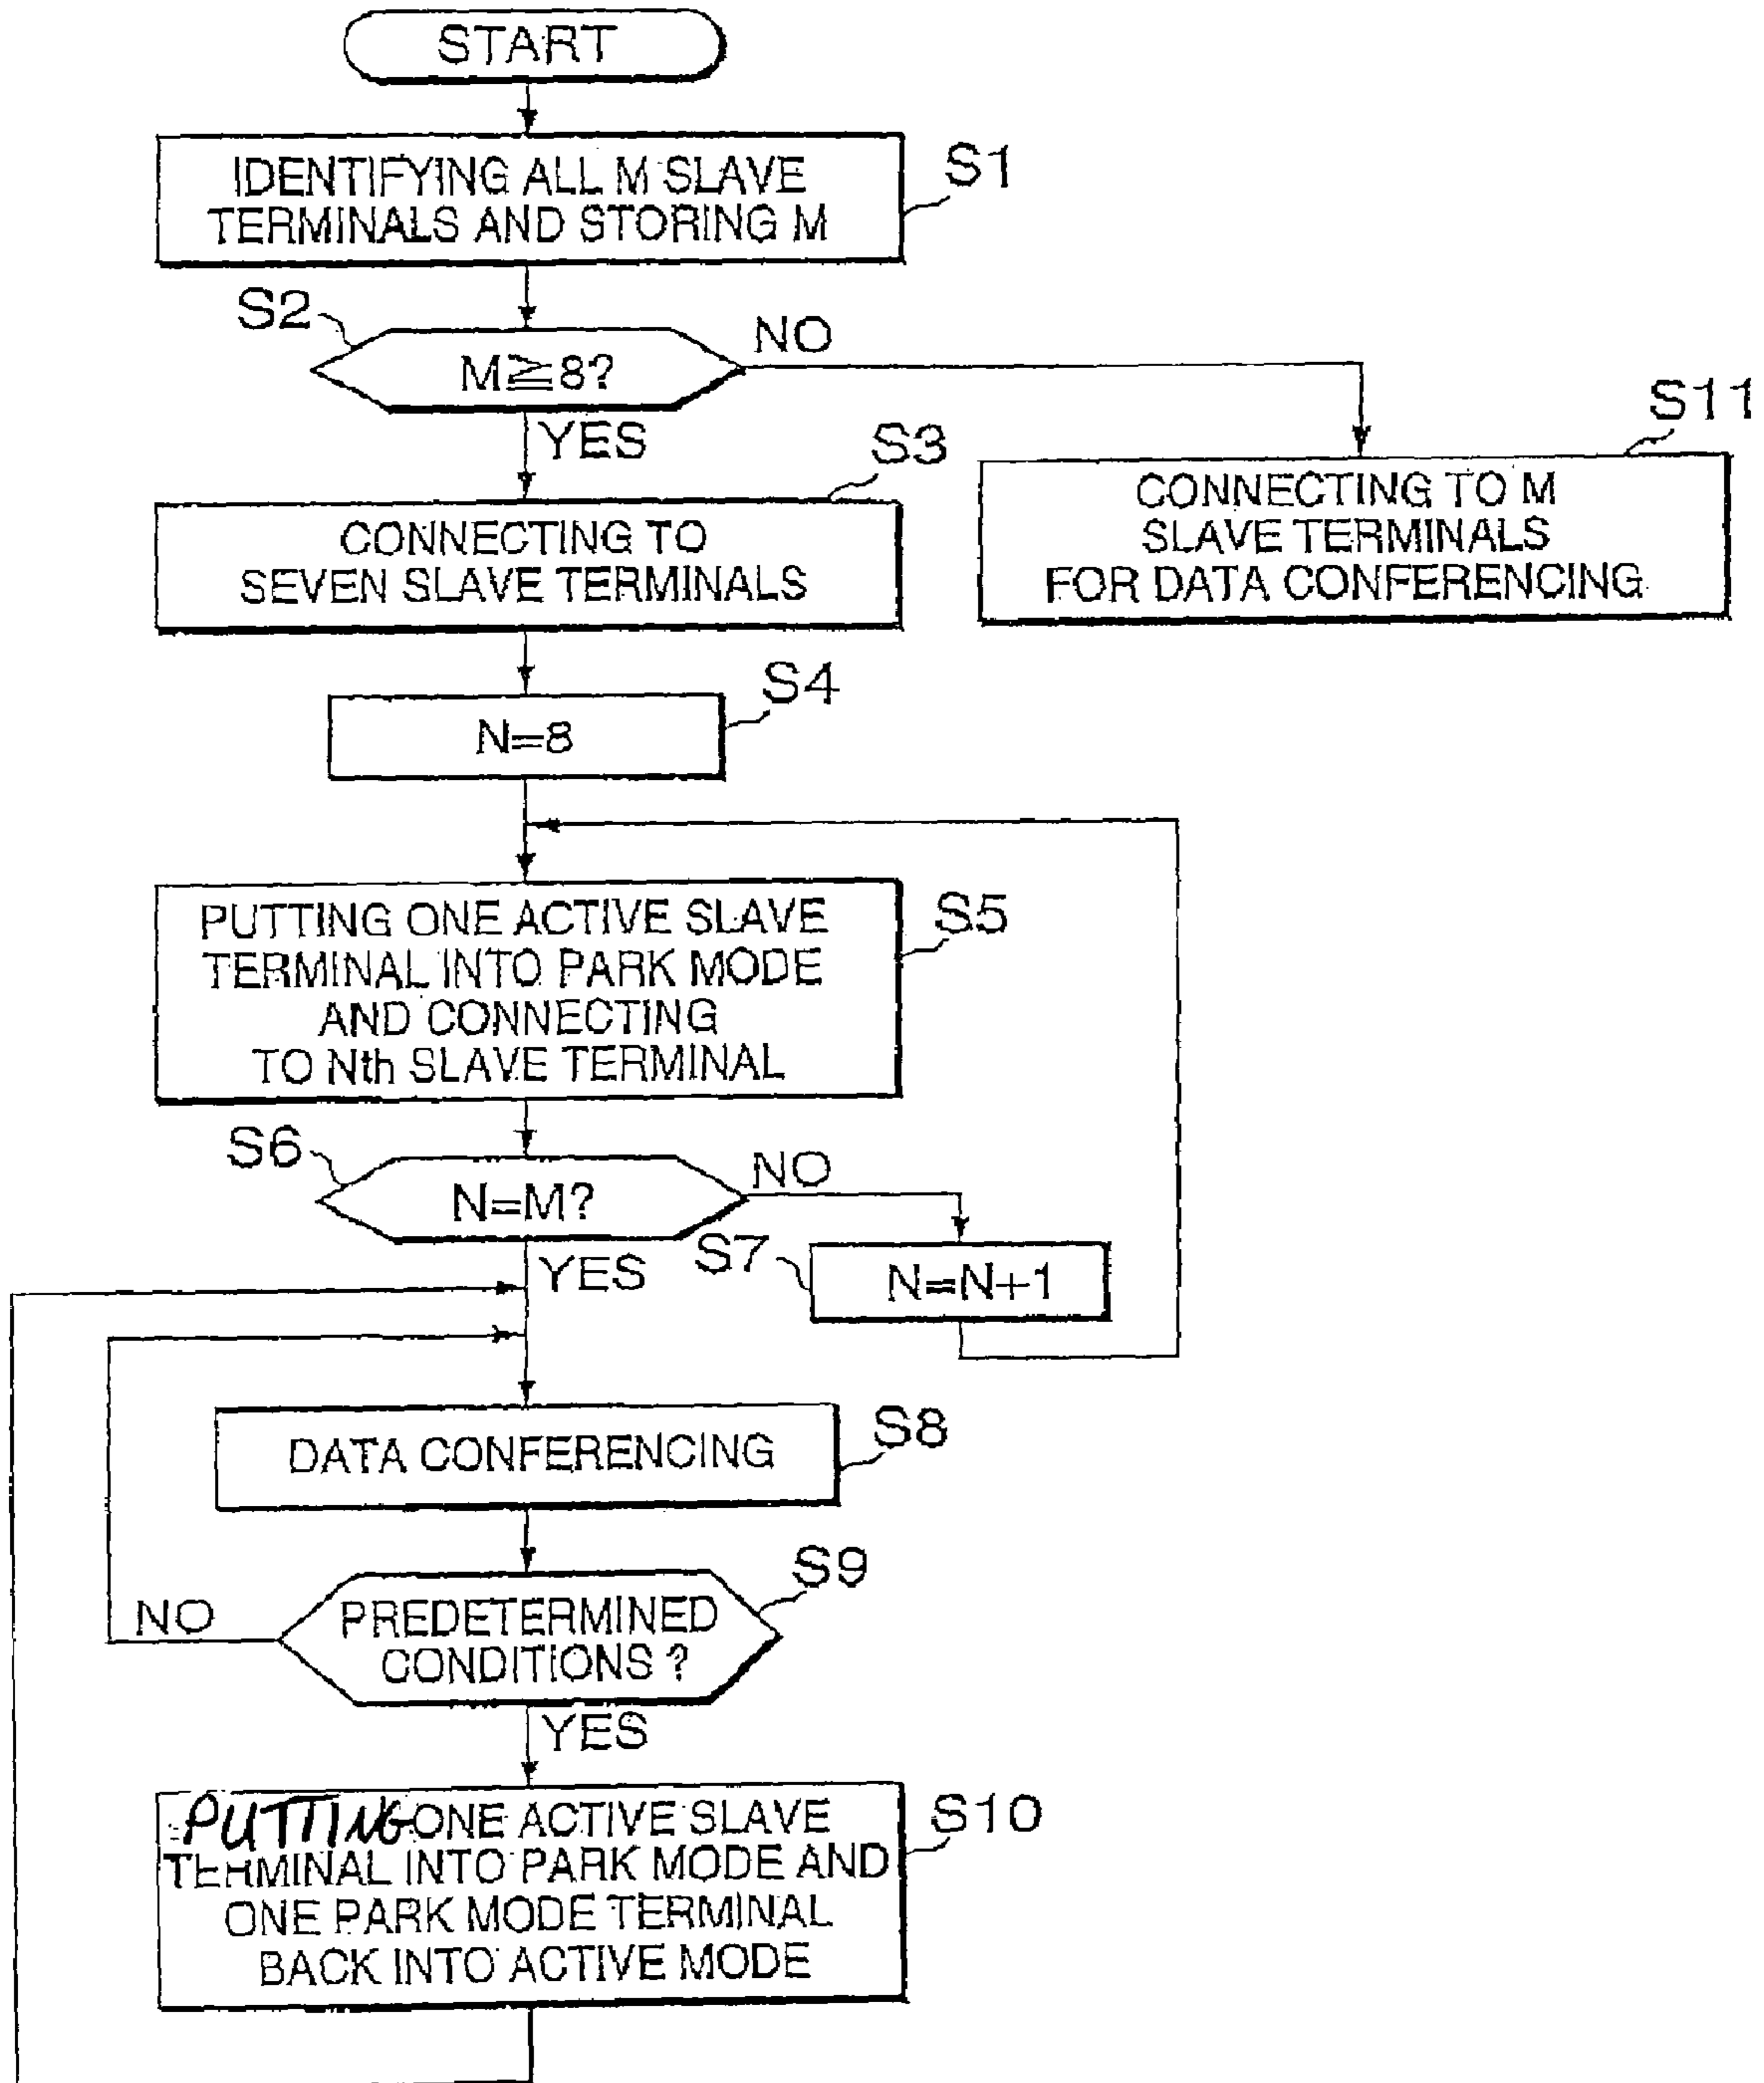 START
IDENTIFYING ALL M SLAVE
TERMINALS AND STORING M
S1
S2
M≧8?
NO
YES
S11
CONNECTING TO M
SLAVE TERMINALS
FOR DATA CONFERENCING
S3
CONNECTING TO
SEVEN SLAVE TERMINALS
S4
N=8
PUTTING ONE ACTIVE SLAVE
TERMINAL INTO PARK MODE
AND CONNECTING
TO Nth SLAVE TERMINAL
S5
S6
N=M?
NO
YES
S7
N=N+1
DATA CONFERENCING
S8
S9
PREDETERMINED
CONDITIONS ?
NO
YES
PUTTING ONE ACTIVE SLAVE
TERMINAL INTO PARK MODE AND
ONE PARK MODE TERMINAL
BACK INTO ACTIVE MODE
S10